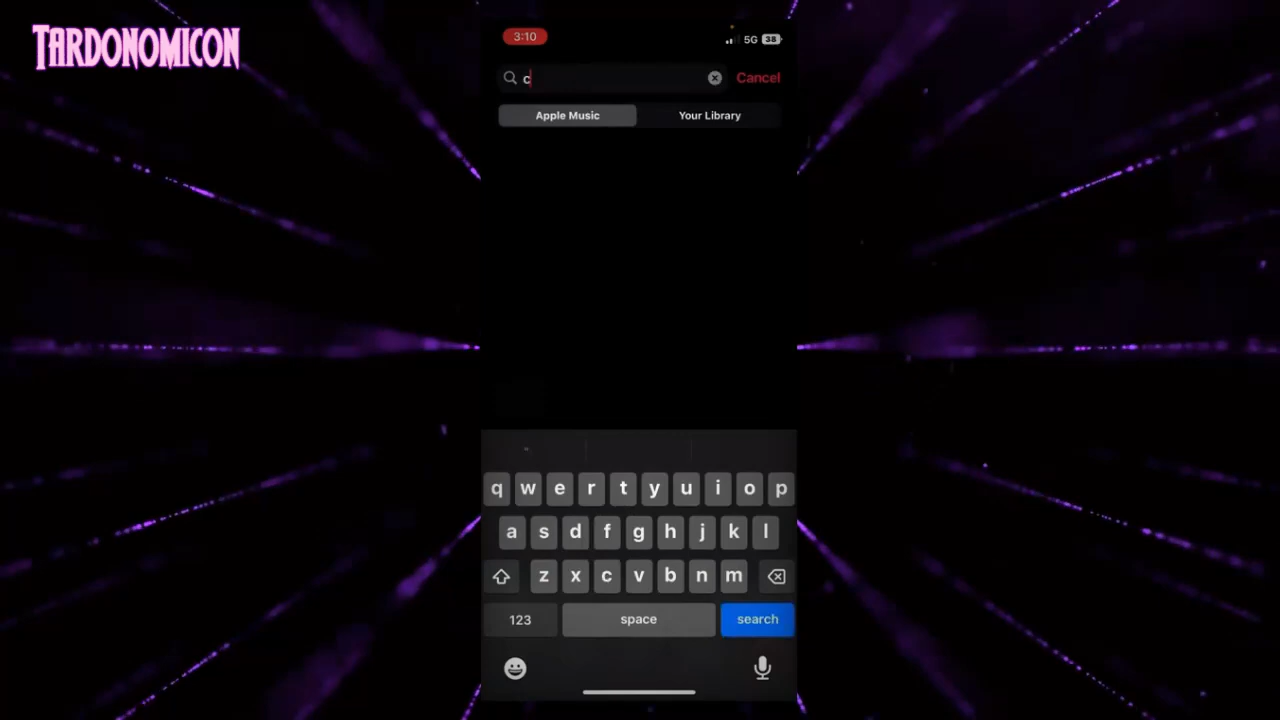 TARDONOMICON
3:10
5G 38
c
Cancel
Apple Music
Your Library
q w e r t y u i o p
a s d f g h j k l
z x c v b n m
123
space
search